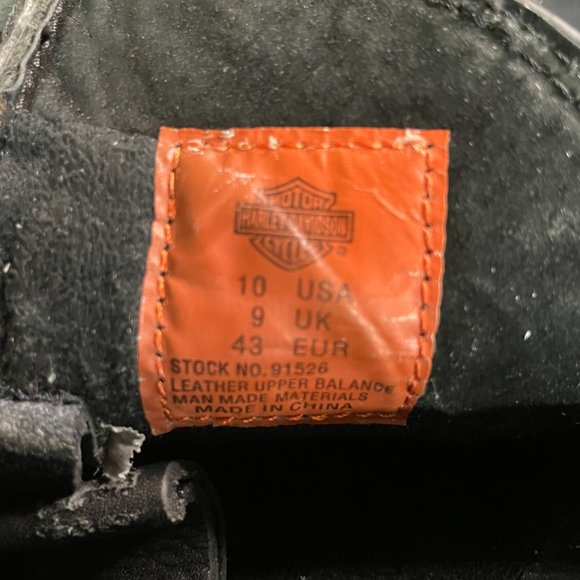 MOTOR
HARLEY-DAVIDSON
CYCLES
®
10 USA
9 UK
43 EUR
STOCK NO. 91526
LEATHER UPPER BALANCE
MAN MADE MATERIALS
MADE IN CHINA